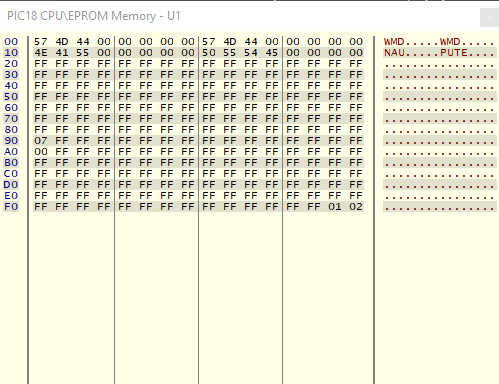 PIC18 CPU\EPROM Memory - U1
00 57 4D 44 00 00 00 00 00 57 4D 44 00 00 00 00 00 WMD.....WMD.....
10 4E 41 55 00 00 00 00 00 50 55 54 45 00 00 00 00 NAU.....PUTE....
20 FF FF FF FF FF FF FF FF FF FF FF FF FF FF FF FF ................
30 FF FF FF FF FF FF FF FF FF FF FF FF FF FF FF FF ................
40 FF FF FF FF FF FF FF FF FF FF FF FF FF FF FF FF ................
50 FF FF FF FF FF FF FF FF FF FF FF FF FF FF FF FF ................
60 FF FF FF FF FF FF FF FF FF FF FF FF FF FF FF FF ................
70 FF FF FF FF FF FF FF FF FF FF FF FF FF FF FF FF ................
80 FF FF FF FF FF FF FF FF FF FF FF FF FF FF FF FF ................
90 07 FF FF FF FF FF FF FF FF FF FF FF FF FF FF FF ................
A0 00 FF FF FF FF FF FF FF FF FF FF FF FF FF FF FF ................
B0 FF FF FF FF FF FF FF FF FF FF FF FF FF FF FF FF ................
C0 FF FF FF FF FF FF FF FF FF FF FF FF FF FF FF FF ................
D0 FF FF FF FF FF FF FF FF FF FF FF FF FF FF FF FF ................
E0 FF FF FF FF FF FF FF FF FF FF FF FF FF FF FF FF ................
F0 FF FF FF FF FF FF FF FF FF FF FF FF FF FF 01 02 ................